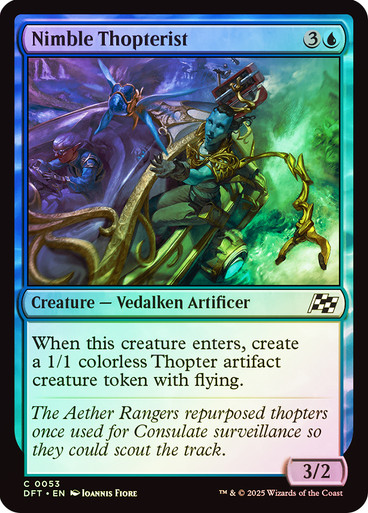 Nimble Thopterist 3
Creature — Vedalken Artificer
When this creature enters, create
a 1/1 colorless Thopter artifact
creature token with flying.
The Aether Rangers repurposed thopters
once used for Consulate surveillance so
they could scout the track.
3/2
C 0053
DFT • EN Ioannis Fiore
™ & © 2025 Wizards of the Coast